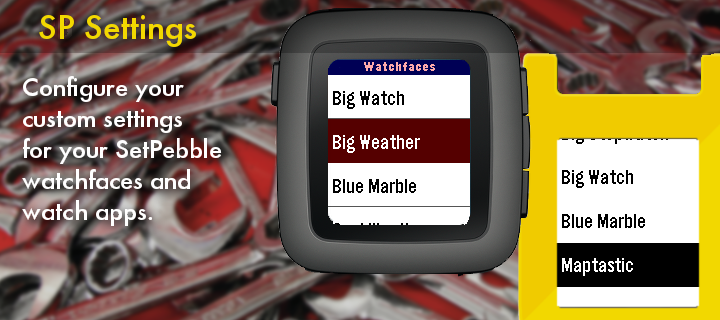 SP Settings
Configure your
custom settings
for your SetPebble
watchfaces and
watch apps.
Watchfaces
Big Watch
Big Weather
Blue Marble
Big Watch
Blue Marble
Maptastic